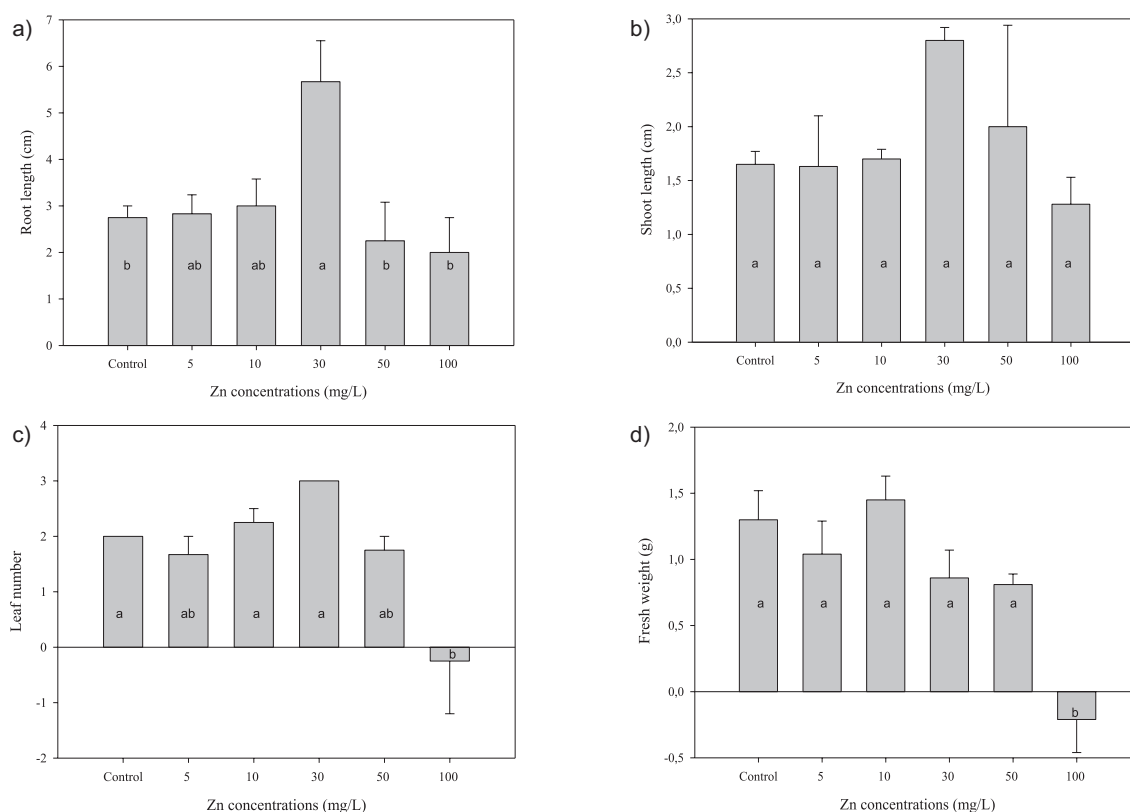 a)
Root length (cm)
7
6
5
4
3
2
1
0
b
ab
ab
a
b
b
Control 5 10 30 50 100
Zn concentrations (mg/L)
b)
Shoot length (cm)
3,0
2,5
2,0
1,5
1,0
0,5
0,0
a
a
a
a
a
a
Control 5 10 30 50 100
Zn concentrations (mg/L)
c)
Leaf number
4
3
2
1
0
-1
-2
a
ab
a
a
ab
b
Control 5 10 30 50 100
Zn concentrations (mg/L)
d)
Fresh weight (g)
2,0
1,5
1,0
0,5
0,0
-0,5
a
a
a
a
a
b
Control 5 10 30 50 100
Zn concentrations (mg/L)